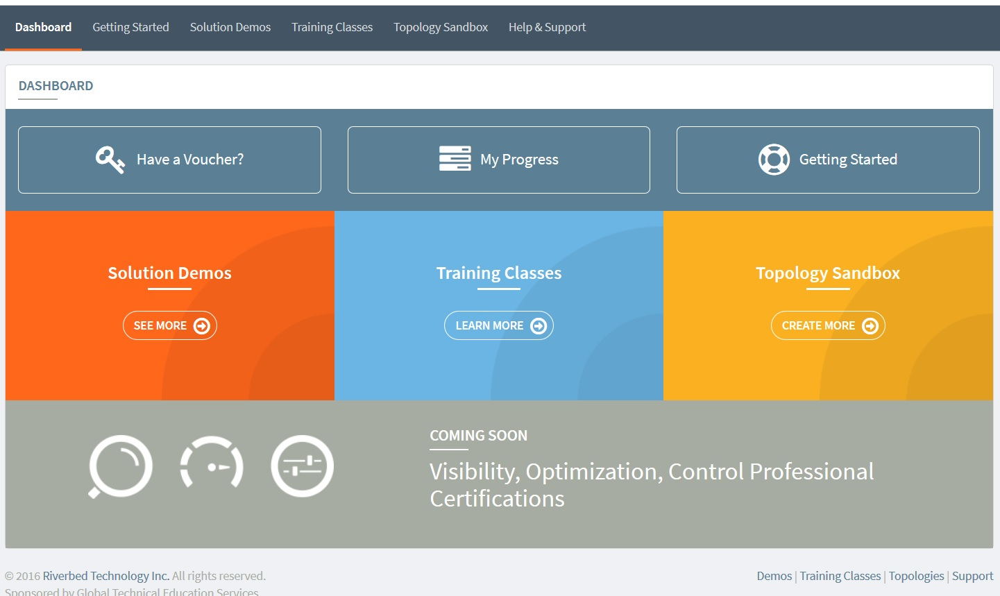 Dashboard Getting Started Solution Demos Training Classes Topology Sandbox Help & Support
DASHBOARD
Have a Voucher? My Progress Getting Started
Solution Demos Training Classes Topology Sandbox
SEE MORE LEARN MORE CREATE MORE
COMING SOON
Visibility, Optimization, Control Professional
Certifications
© 2016 Riverbed Technology Inc. All rights reserved. Demos | Training Classes | Topologies | Support
Sponsored by Global Technical Education Services